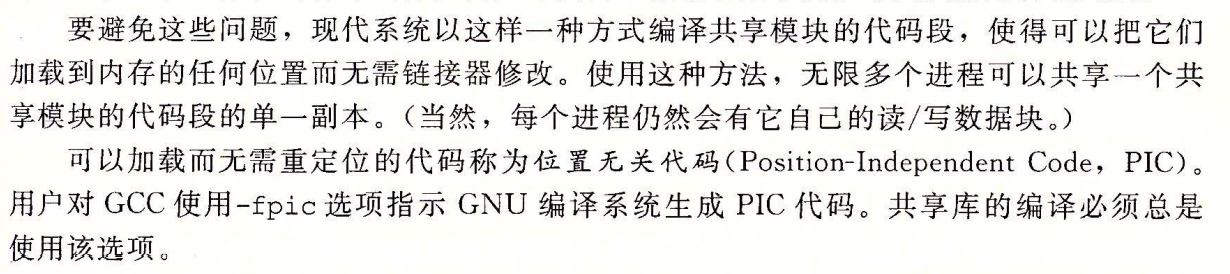 要避免这些问题，现代系统以这样一种方式编译共享模块的代码段，使得可以把它们
加载到内存的任何位置而无需链接器修改。使用这种方法，无限多个进程可以共享一个共
享模块的代码段的单一副本。（当然，每个进程仍然会有它自己的读/写数据块。）
可以加载而无需重定位的代码称为位置无关代码(Position-Independent Code，PIC)。
用户对 GCC 使用-fpic选项指示 GNU 编译系统生成 PIC 代码。共享库的编译必须总是
使用该选项。